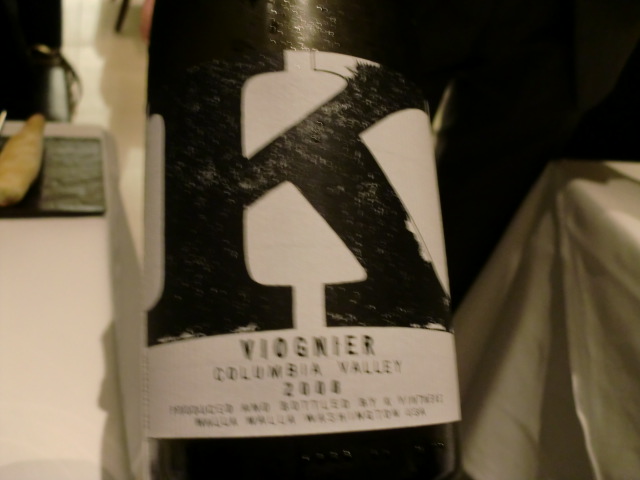 K
VIOGNIER
COLUMBIA VALLEY
2008
PRODUCED AND BOTTLED BY K VINTNERS
WALLA WALLA WASHINGTON USA